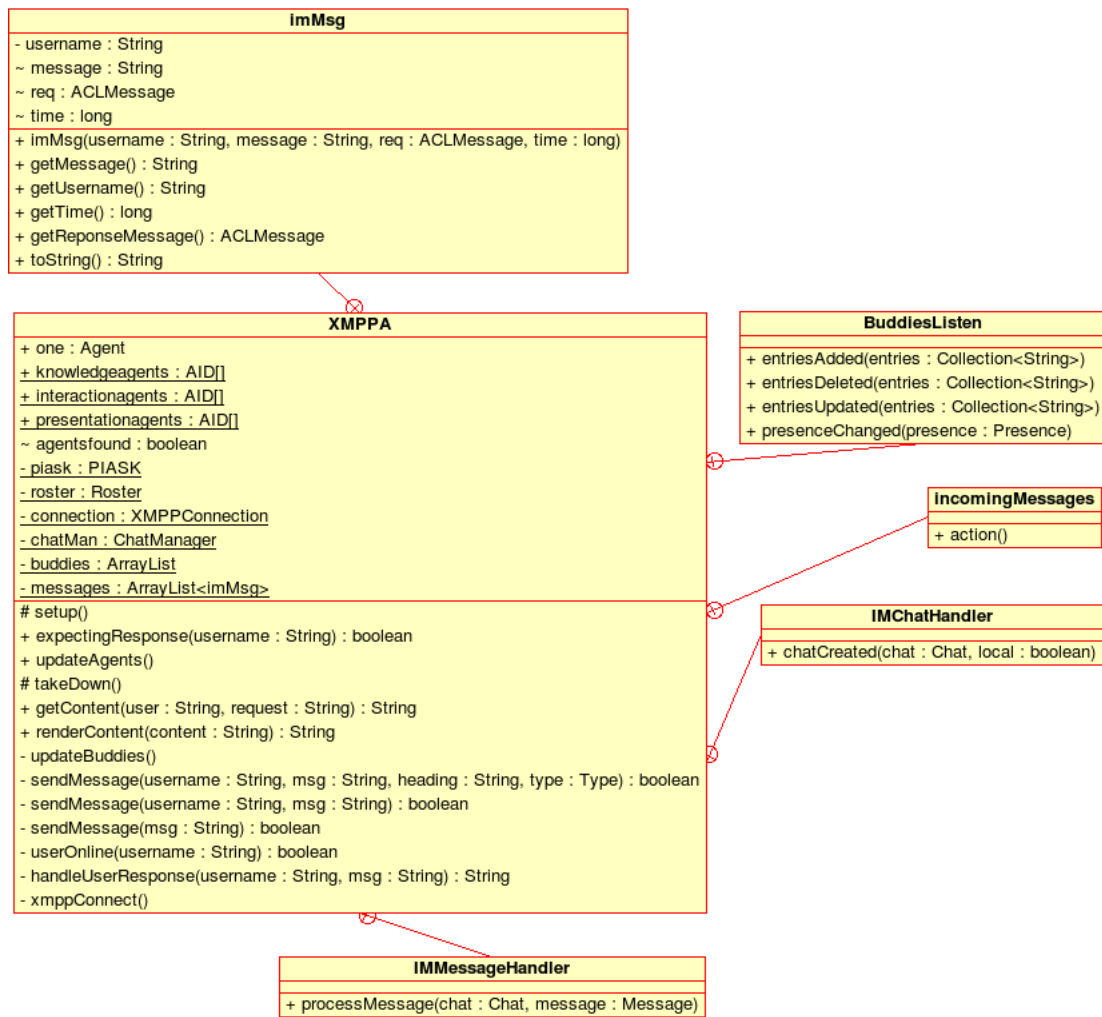 imMsg
- username : String
~ message : String
~ req : ACLMessage
~ time : long
+ imMsg(username : String, message : String, req : ACLMessage, time : long)
+ getMessage() : String
+ getUsername() : String
+ getTime() : long
+ getReponseMessage() : ACLMessage
+ toString() : String
XMPPA
+ one : Agent
+ knowledgeagents : AID[]
+ interactionagents : AID[]
+ presentationagents : AID[]
~ agentsfound : boolean
- piask : PIASK
- roster : Roster
- connection : XMPPConnection
- chatMan : ChatManager
- buddies : ArrayList
- messages : ArrayList<imMsg>
# setup()
+ expectingResponse(username : String) : boolean
+ updateAgents()
# takeDown()
+ getContent(user : String, request : String) : String
+ renderContent(content : String) : String
- updateBuddies()
- sendMessage(username : String, msg : String, heading : String, type : Type) : boolean
- sendMessage(username : String, msg : String) : boolean
- sendMessage(msg : String) : boolean
- userOnline(username : String) : boolean
- handleUserResponse(username : String, msg : String) : String
- xmppConnect()
BuddiesListen
+ entriesAdded(entries : Collection<String>)
+ entriesDeleted(entries : Collection<String>)
+ entriesUpdated(entries : Collection<String>)
+ presenceChanged(presence : Presence)
incomingMessages
+ action()
IMChatHandler
+ chatCreated(chat : Chat, local : boolean)
IMMessageHandler
+ processMessage(chat : Chat, message : Message)